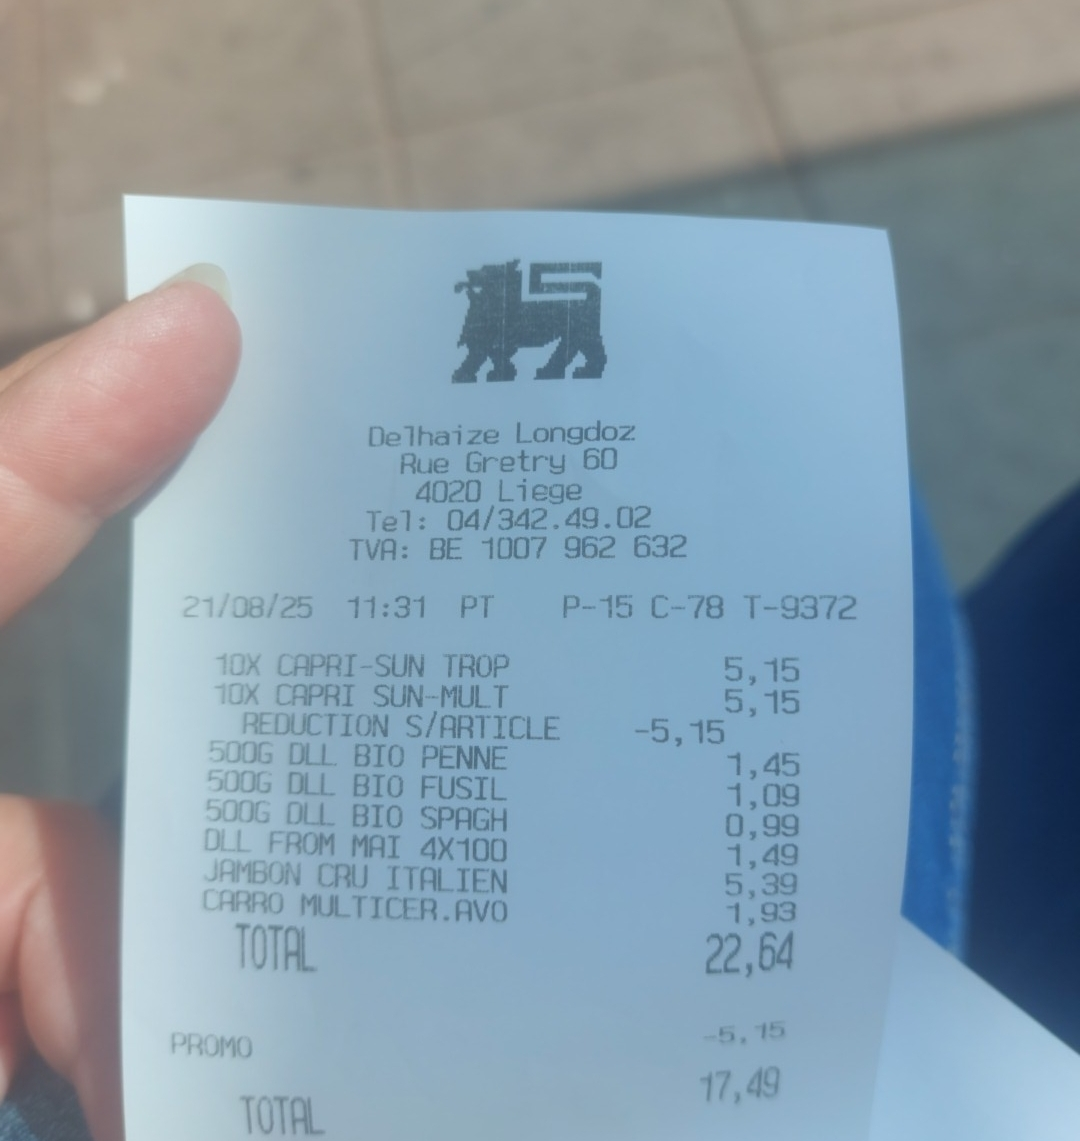 Delhaize Longdoz
Rue Gretry 60
4020 Liege
Tel: 04/342.49.02
TVA: BE 1007 962 632
21/08/25 11:31 PT P-15 C-78 T-9372
10X CAPRI-SUN TROP 5,15
10X CAPRI SUN-MULT 5,15
REDUCTION S/ARTICLE -5,15
500G DLL BIO PENNE 1,45
500G DLL BIO FUSIL 1,09
500G DLL BIO SPAGH 0,99
DLL FROM MAI 4X100 1,49
JAMBON CRU ITALIEN 5,39
CARRO MULTICER.AVO 1,93
TOTAL 22,64
PROMO -5,15
TOTAL 17,49